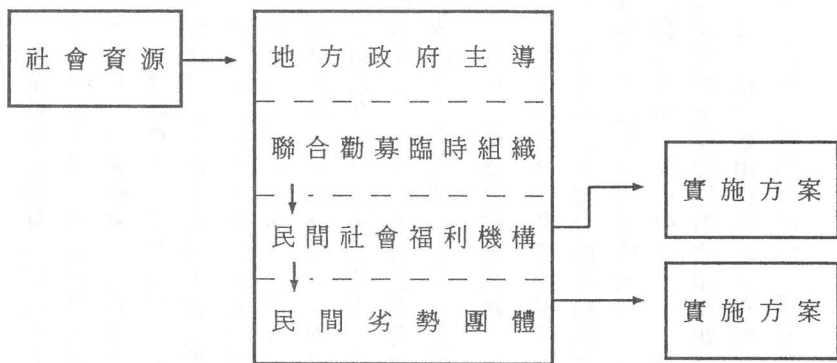 社會資源
地方政府主導
聯合勸募臨時組織
民間社會福利機構
民間劣勢團體
實施方案
實施方案